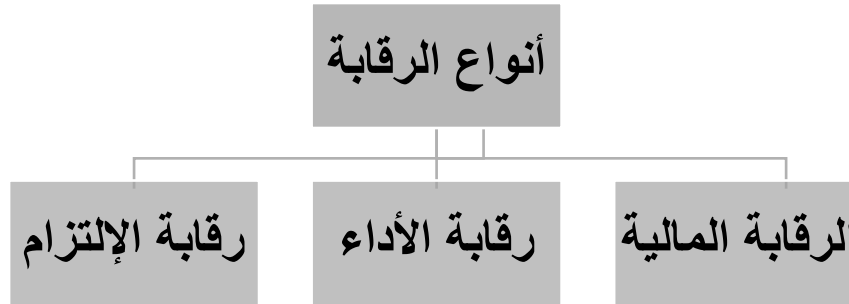 أنواع الرقابة
الرقابة المالية
رقابة الأداء
رقابة الإلتزام